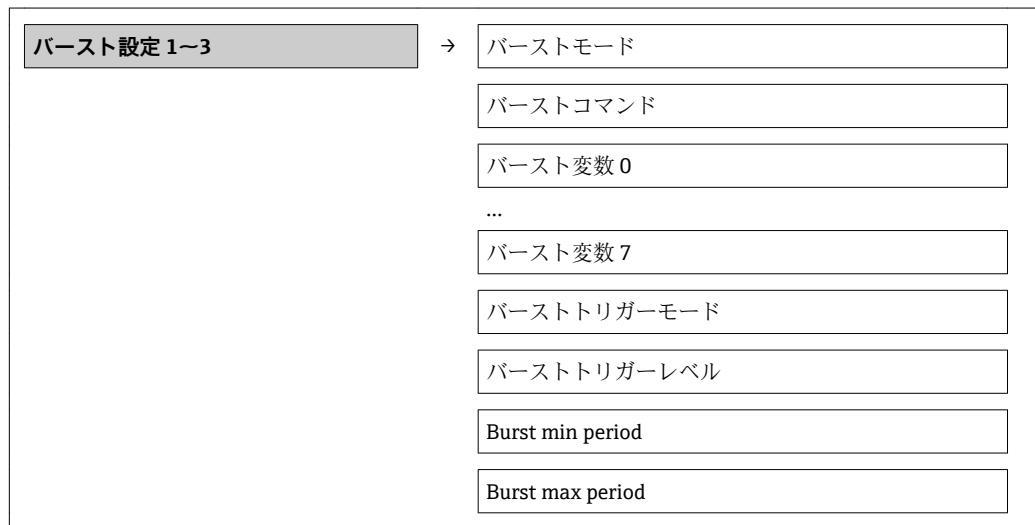 バースト設定 1～3 → バーストモード
バーストコマンド
バースト変数 0
...
バースト変数 7
バーストトリガーモード
バーストトリガーレベル
Burst min period
Burst max period